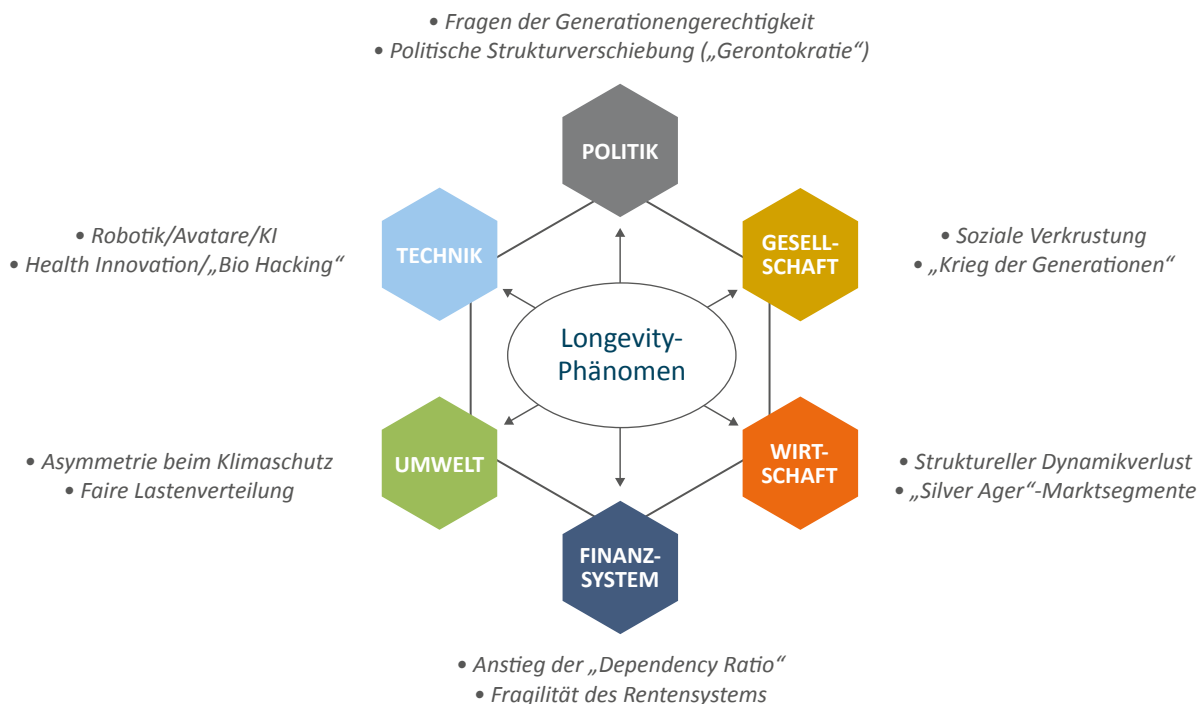 • Fragen der Generationengerechtigkeit
• Politische Strukturverschiebung („Gerontokratie“)
POLITIK
TECHNIK
• Robotik/Avatare/KI
• Health Innovation/„Bio Hacking“
GESELL-
SCHAFT
• Soziale Verkrustung
• „Krieg der Generationen“
Longevity-
Phänomen
UMWELT
• Asymmetrie beim Klimaschutz
• Faire Lastenverteilung
WIRT-
SCHAFT
• Struktureller Dynamikverlust
• „Silver Ager“-Marktsegmente
FINANZ-
SYSTEM
• Anstieg der „Dependency Ratio“
• Fragilität des Rentensystems